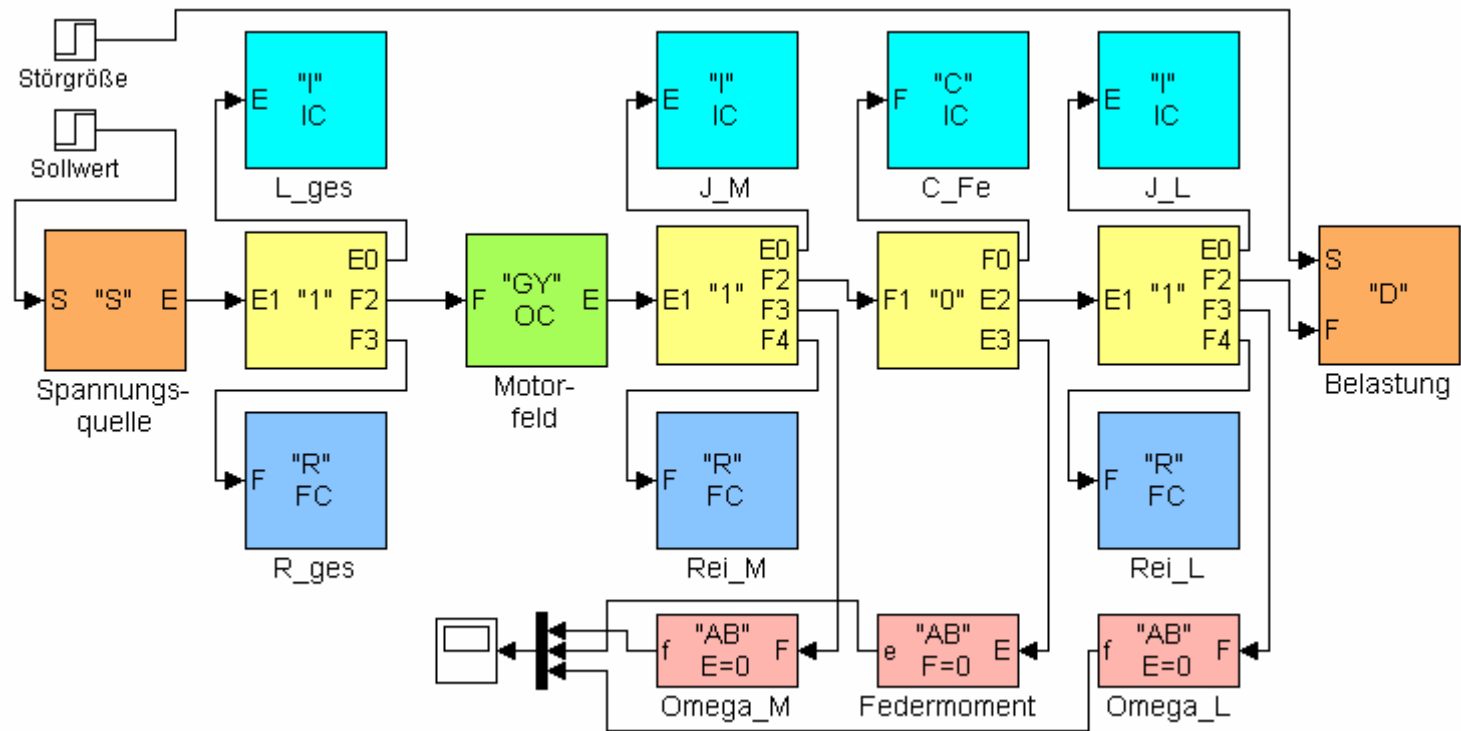 Störgröße
Sollwert
"I"
E
IC
L_ges
"I"
E
IC
J_M
"C"
F
IC
C_Fe
"I"
E
IC
J_L
S "S" E
Spannungs-
quelle
E0
E1 "1" F2
F3
"GY"
F E
OC
Motor-
feld
E0
F2
E1 "1"
F3
F4
F0
F1 "0" E2
E3
E0
F2
E1 "1"
F3
F4
S
"D"
F
Belastung
"R"
F
FC
R_ges
"R"
F
FC
Rei_M
"R"
F
FC
Rei_L
"AB"
f F
E=0
Omega_M
"AB"
e E
F=0
Federmoment
"AB"
f F
E=0
Omega_L